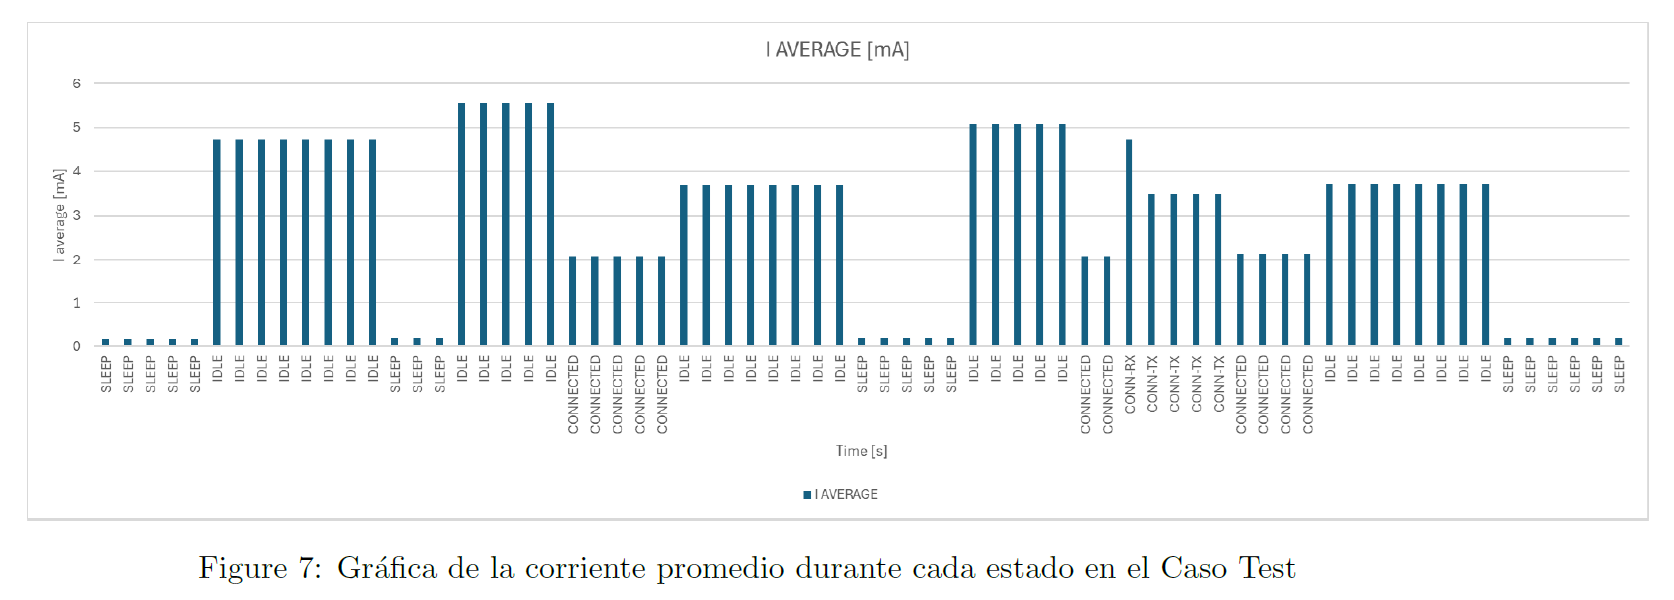 I AVERAGE [mA]
6
5
4
3
2
1
0
I average [mA]
SLEEP
SLEEP
SLEEP
SLEEP
SLEEP
IDLE
IDLE
IDLE
IDLE
IDLE
IDLE
IDLE
IDLE
SLEEP
SLEEP
SLEEP
IDLE
IDLE
IDLE
IDLE
IDLE
CONNECTED
CONNECTED
CONNECTED
CONNECTED
CONNECTED
IDLE
IDLE
IDLE
IDLE
IDLE
IDLE
IDLE
IDLE
SLEEP
SLEEP
SLEEP
SLEEP
SLEEP
IDLE
IDLE
IDLE
IDLE
IDLE
CONNECTED
CONNECTED
CONN-RX
CONN-TX
CONN-TX
CONN-TX
CONN-TX
CONNECTED
CONNECTED
CONNECTED
CONNECTED
IDLE
IDLE
IDLE
IDLE
IDLE
IDLE
IDLE
IDLE
SLEEP
SLEEP
SLEEP
SLEEP
SLEEP
SLEEP
Time [s]
I AVERAGE
Figure 7: Gráfica de la corriente promedio durante cada estado en el Caso Test